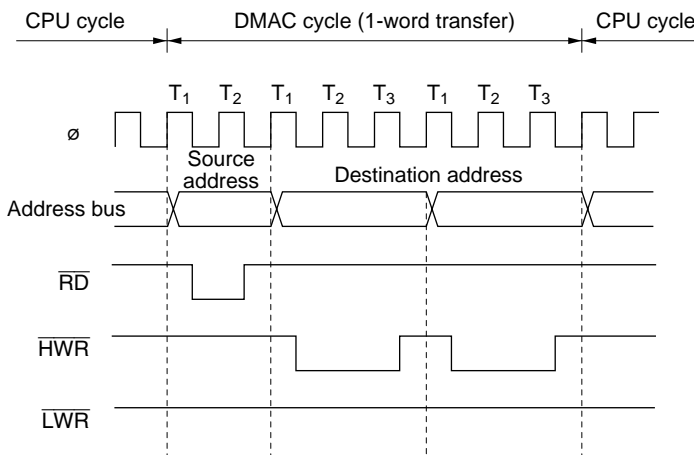 CPU cycle DMAC cycle (1-word transfer) CPU cycle
T1 T2 T1 T2 T3 T1 T2 T3
ø
Source
address
Destination address
Address bus
RD
HWR
LWR